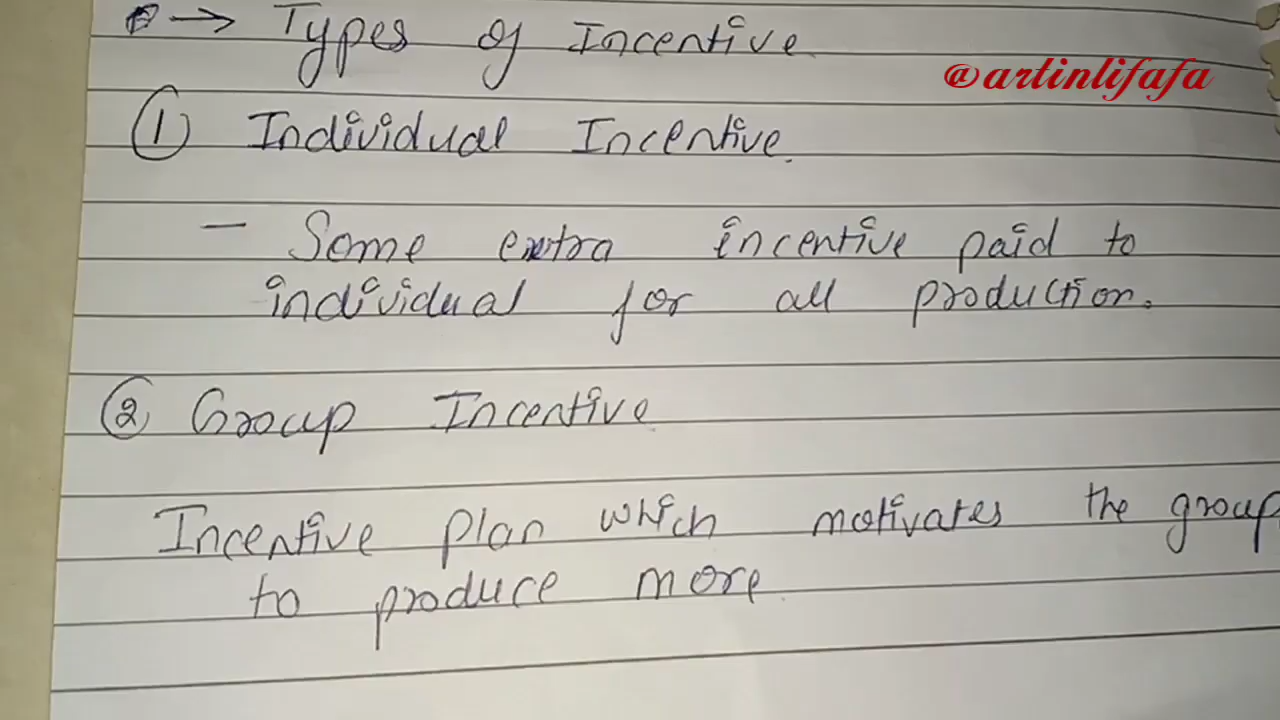 → Types of Incentive
@artinlifafa
① Individual Incentive.
- Some extra incentive paid to
individual for all production.
② Group Incentive
Incentive plan which motivates the group
to produce more.